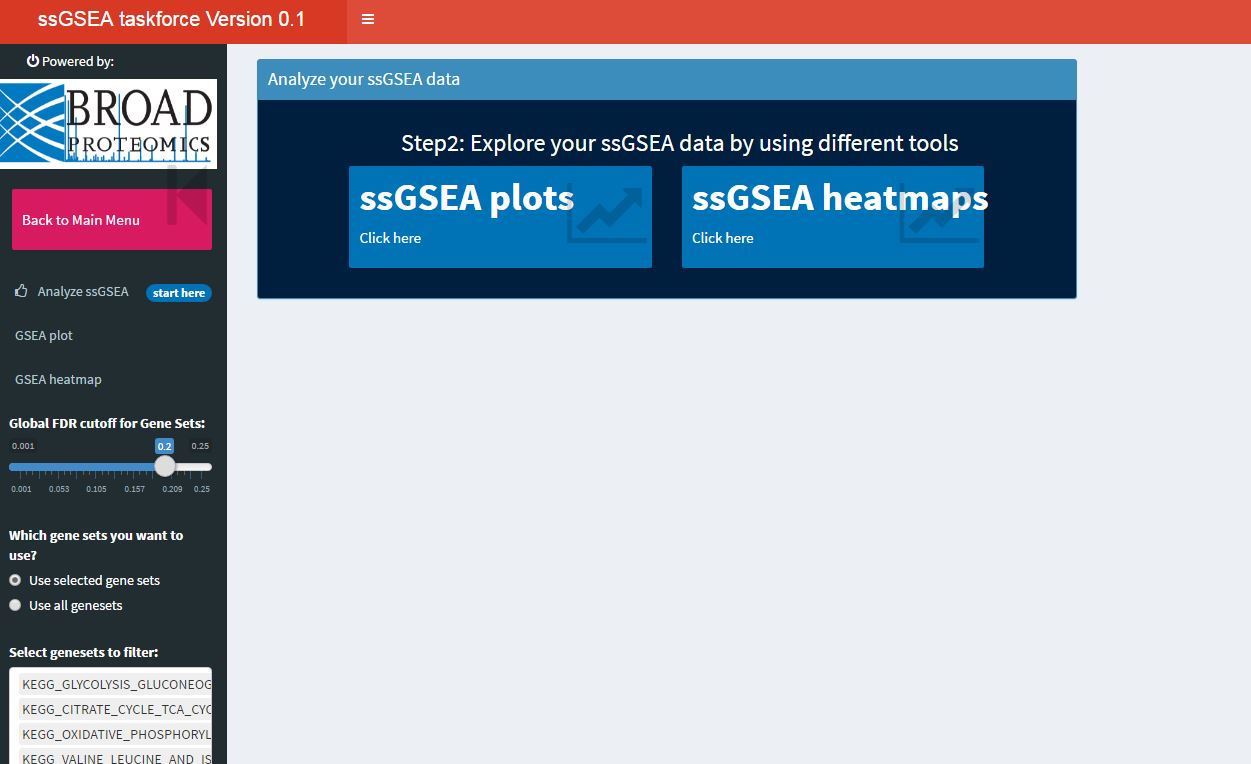 ssGSEA taskforce Version 0.1
Powered by:
BROAD
PROTEOMICS
Back to Main Menu
Analyze ssGSEA start here
GSEA plot
GSEA heatmap
Global FDR cutoff for Gene Sets:
0.001 0.2 0.25
0.001 0.053 0.105 0.157 0.209 0.25
Which gene sets you want to
use?
Use selected gene sets
Use all genesets
Select genesets to filter:
KEGG_GLYCOLYSIS_GLUCONEOG
KEGG_CITRATE_CYCLE_TCA_CYC
KEGG_OXIDATIVE_PHOSPHORYL
KEGG_VALINE_LEUCINE_AND_IS
Analyze your ssGSEA data
Step2: Explore your ssGSEA data by using different tools
ssGSEA plots
Click here
ssGSEA heatmaps
Click here